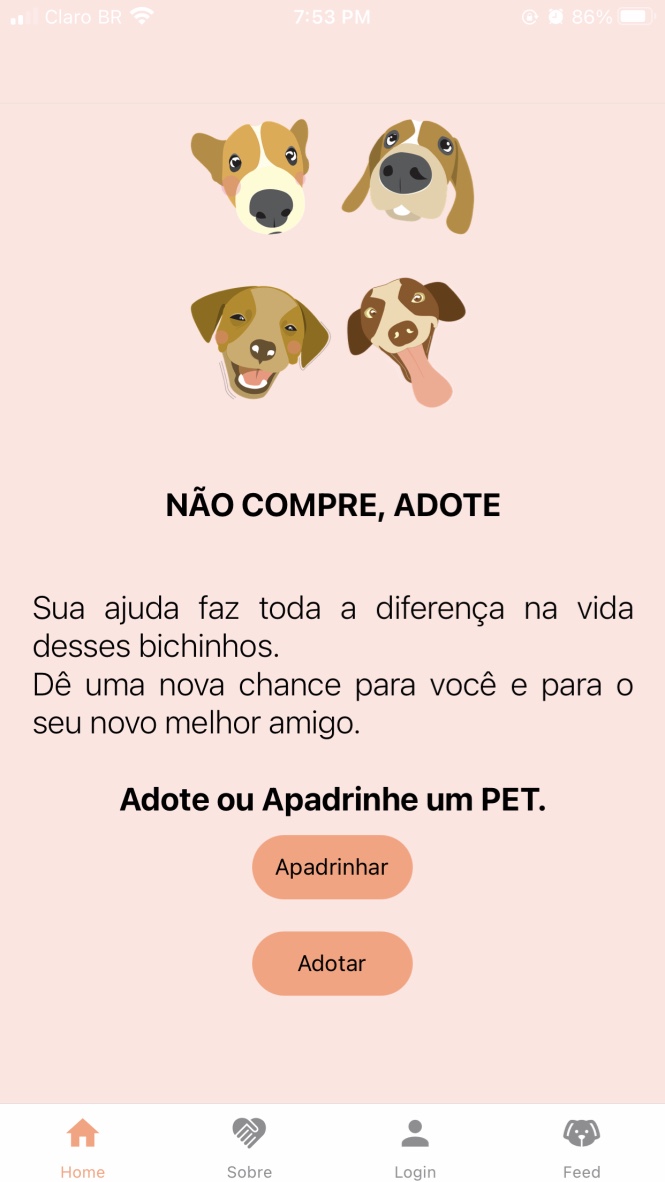 Claro BR 7:53 PM 86%
NÃO COMPRE, ADOTE
Sua ajuda faz toda a diferença na vida
desses bichinhos.
Dê uma nova chance para você e para o
seu novo melhor amigo.
Adote ou Apadrinhe um PET.
Apadrinhar
Adotar
Home Sobre Login Feed